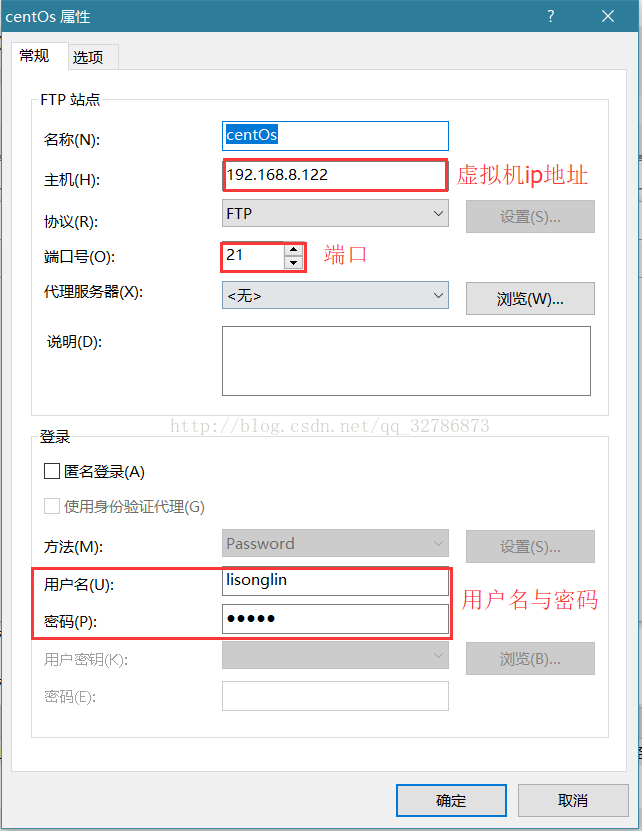 centOs 属性 ?
常规 选项
FTP 站点
名称(N): centOs
主机(H): 192.168.8.122 虚拟机ip地址
协议(R): FTP 设置(S)...
端口号(O): 21 端口
代理服务器(X): <无> 浏览(W)...
说明(D):
http://blog.csdn.net/qq_32786873
登录
匿名登录(A)
使用身份验证代理(G)
方法(M): Password 设置(S)...
用户名(U): lisonglin
用户名与密码
密码(P): ●●●●●
用户密钥(K): 浏览(B)...
密码(E):
确定 取消